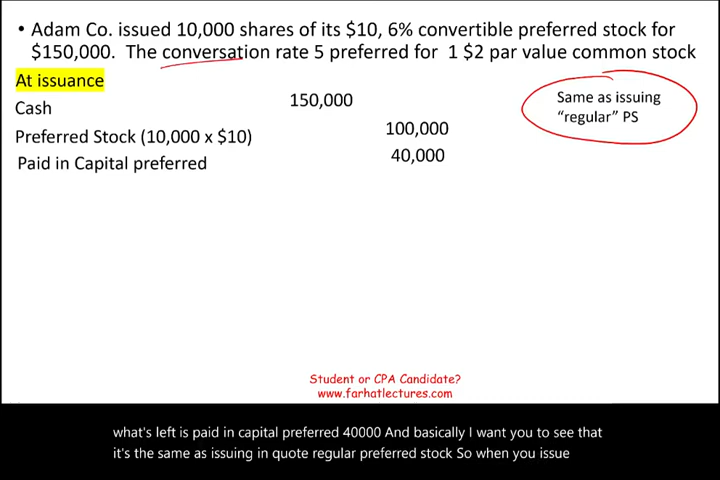 • Adam Co. issued 10,000 shares of its $10, 6% convertible preferred stock for
$150,000. The conversation rate 5 preferred for 1 $2 par value common stock
At issuance
Cash 150,000
Same as issuing
"regular" PS
Preferred Stock (10,000 x $10) 100,000
Paid in Capital preferred 40,000
Student or CPA Candidate?
www.farhatlectures.com
what's left is paid in capital preferred 40000 And basically I want you to see that
it's the same as issuing in quote regular preferred stock So when you issue